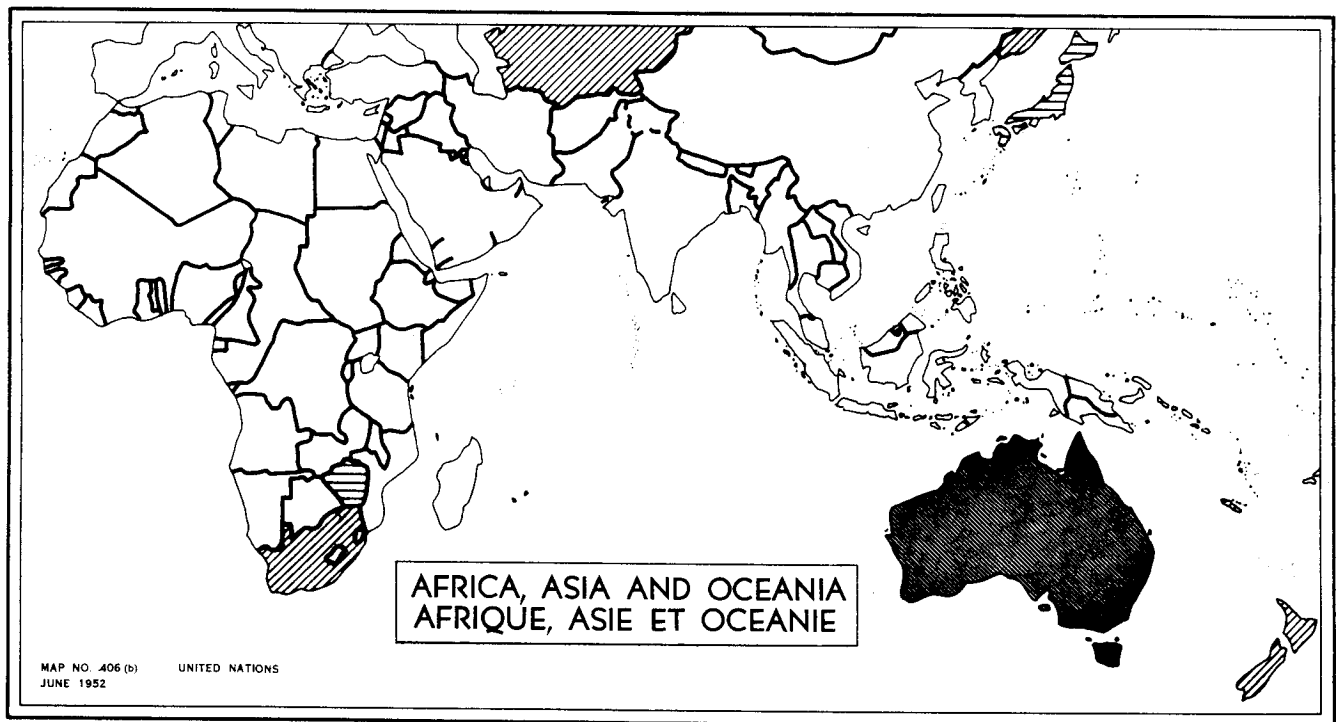 AFRICA, ASIA AND OCEANIA
AFRIQUE, ASIE ET OCEANIE
MAP NO. 406 (b) UNITED NATIONS
JUNE 1952